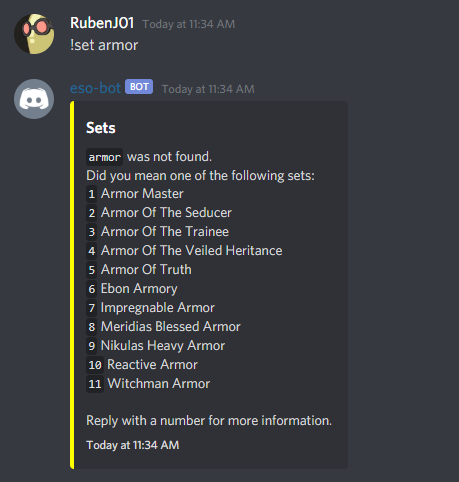 RubenJ01 Today at 11:34 AM
!set armor
eso-bot BOT Today at 11:34 AM
Sets
armor was not found.
Did you mean one of the following sets:
1 Armor Master
2 Armor Of The Seducer
3 Armor Of The Trainee
4 Armor Of The Veiled Heritance
5 Armor Of Truth
6 Ebon Armory
7 Impregnable Armor
8 Meridias Blessed Armor
9 Nikulas Heavy Armor
10 Reactive Armor
11 Witchman Armor
Reply with a number for more information.
Today at 11:34 AM